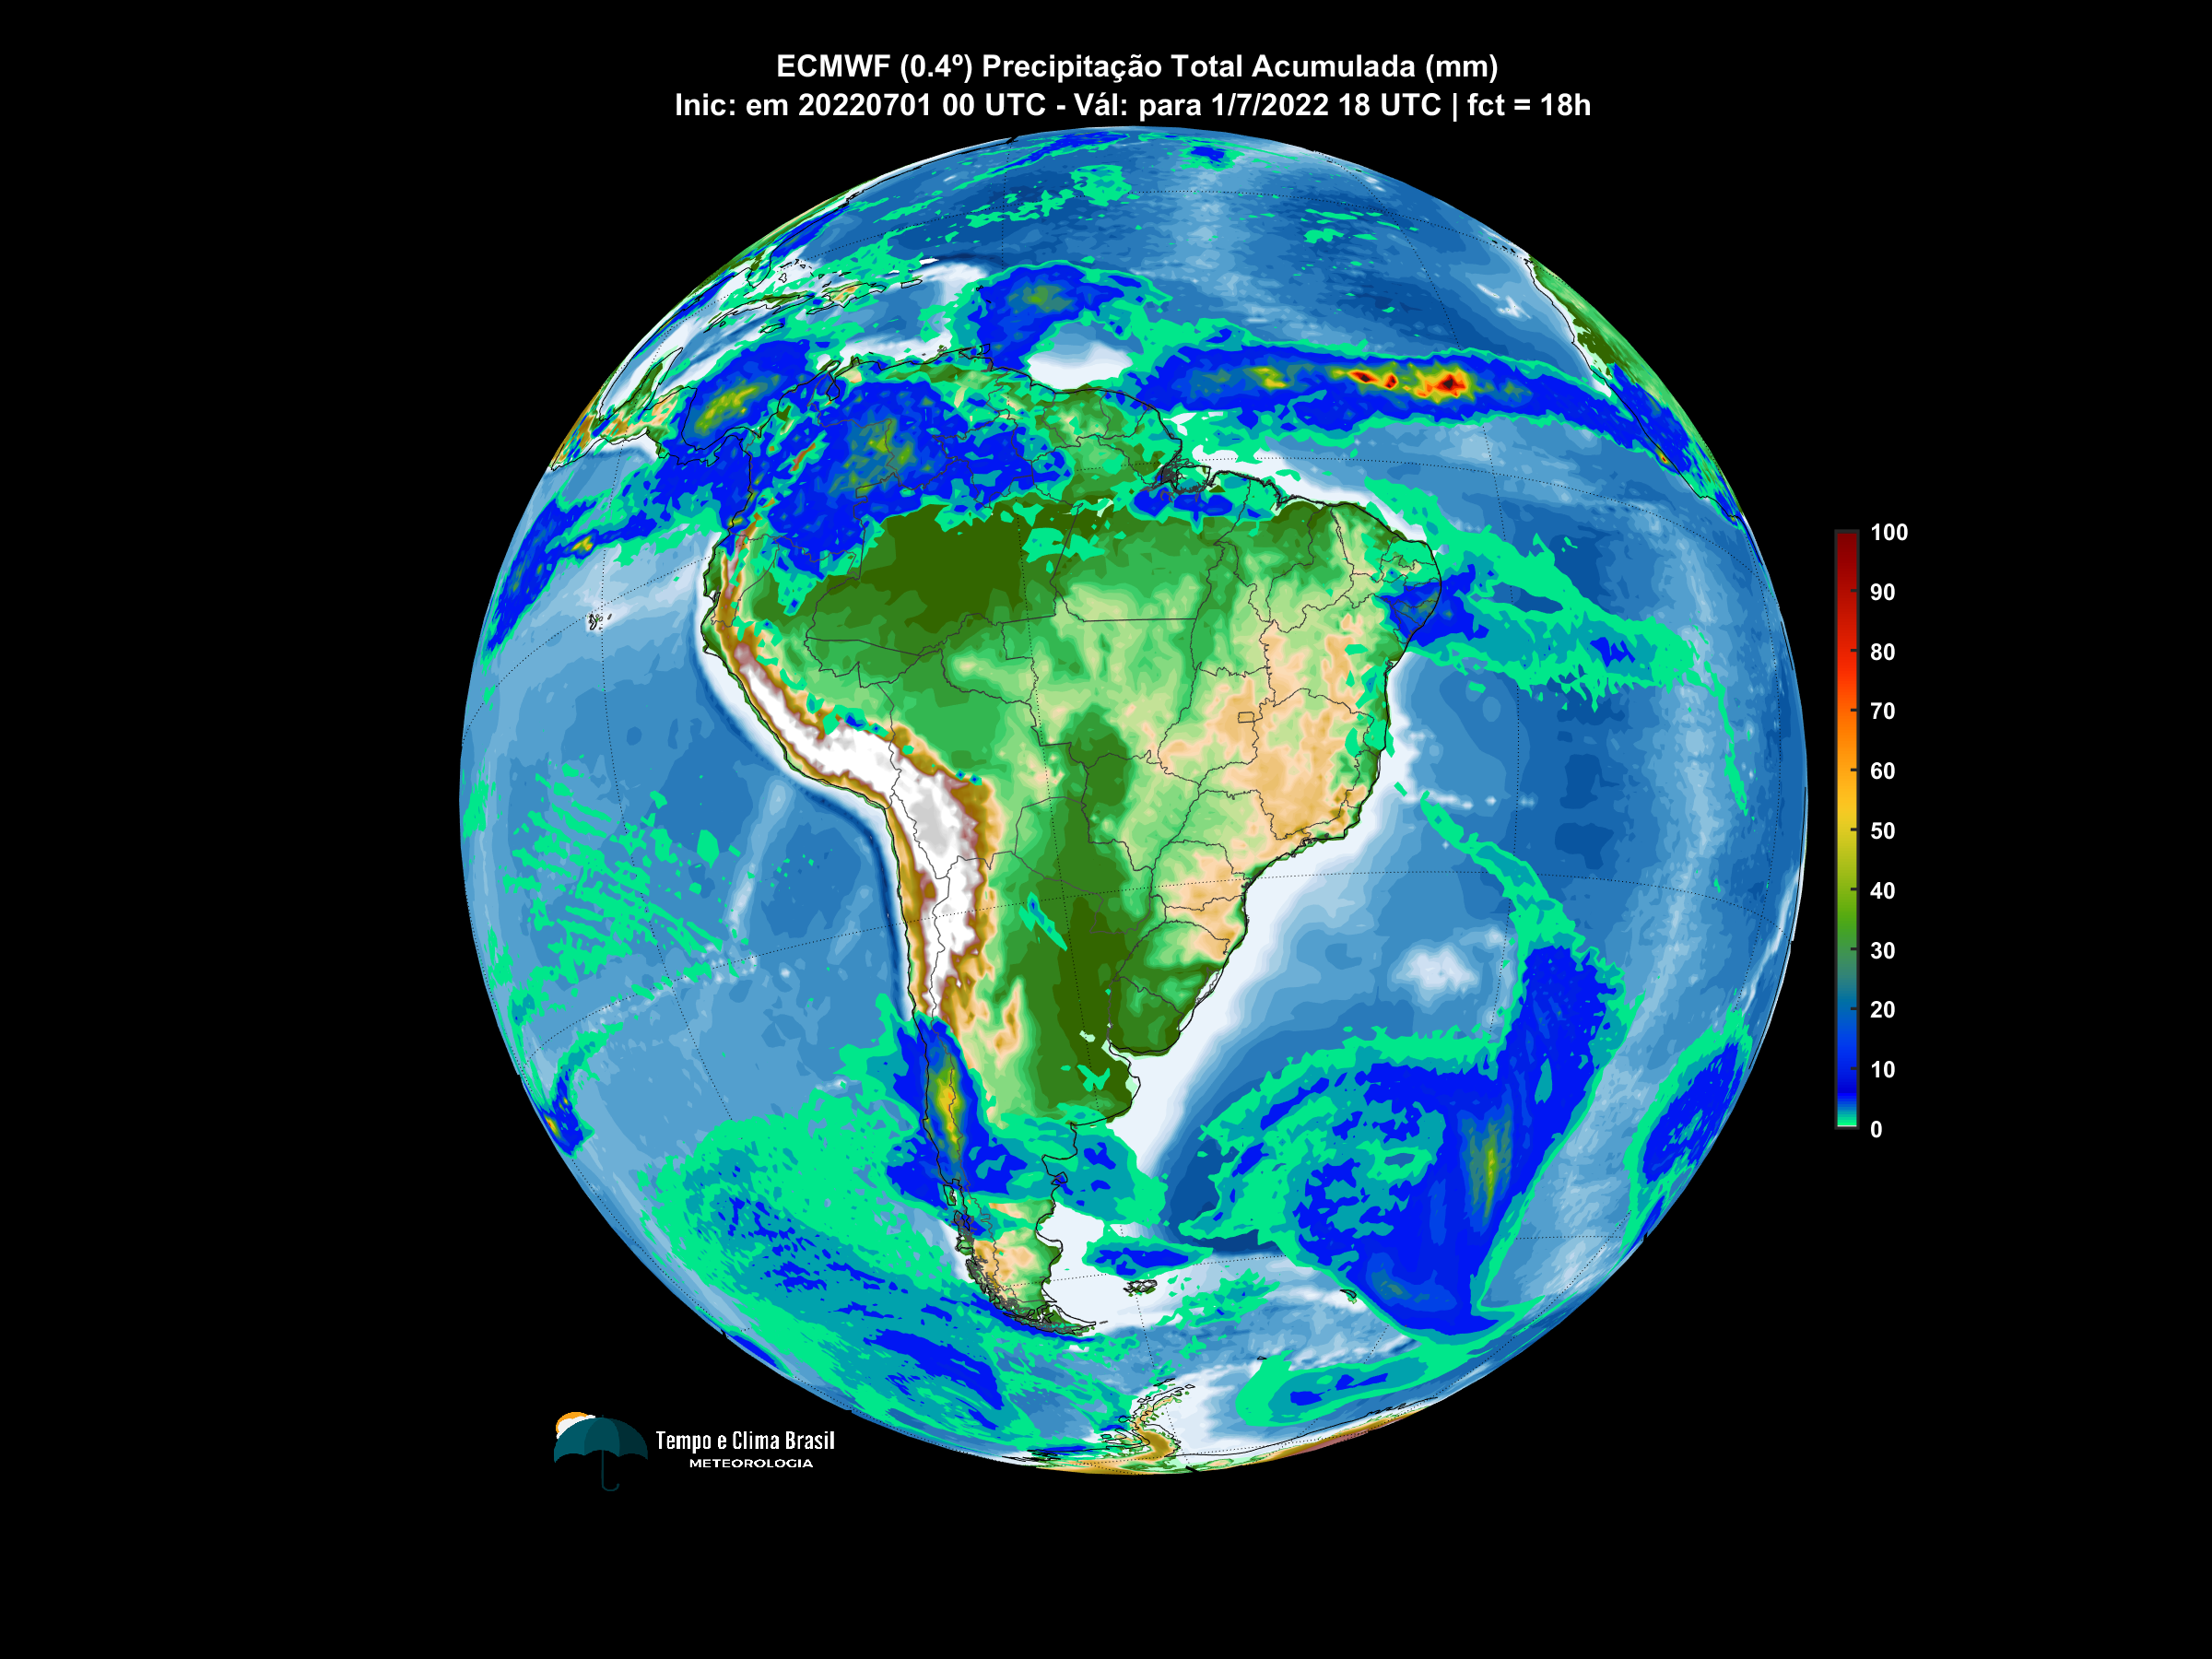 ECMWF (0.4º) Precipitação Total Acumulada (mm)
Inic: em 20220701 00 UTC - Vál: para 1/7/2022 18 UTC | fct = 18h
100
90
80
70
60
50
40
30
20
10
0
Tempo e Clima Brasil
METEOROLOGIA